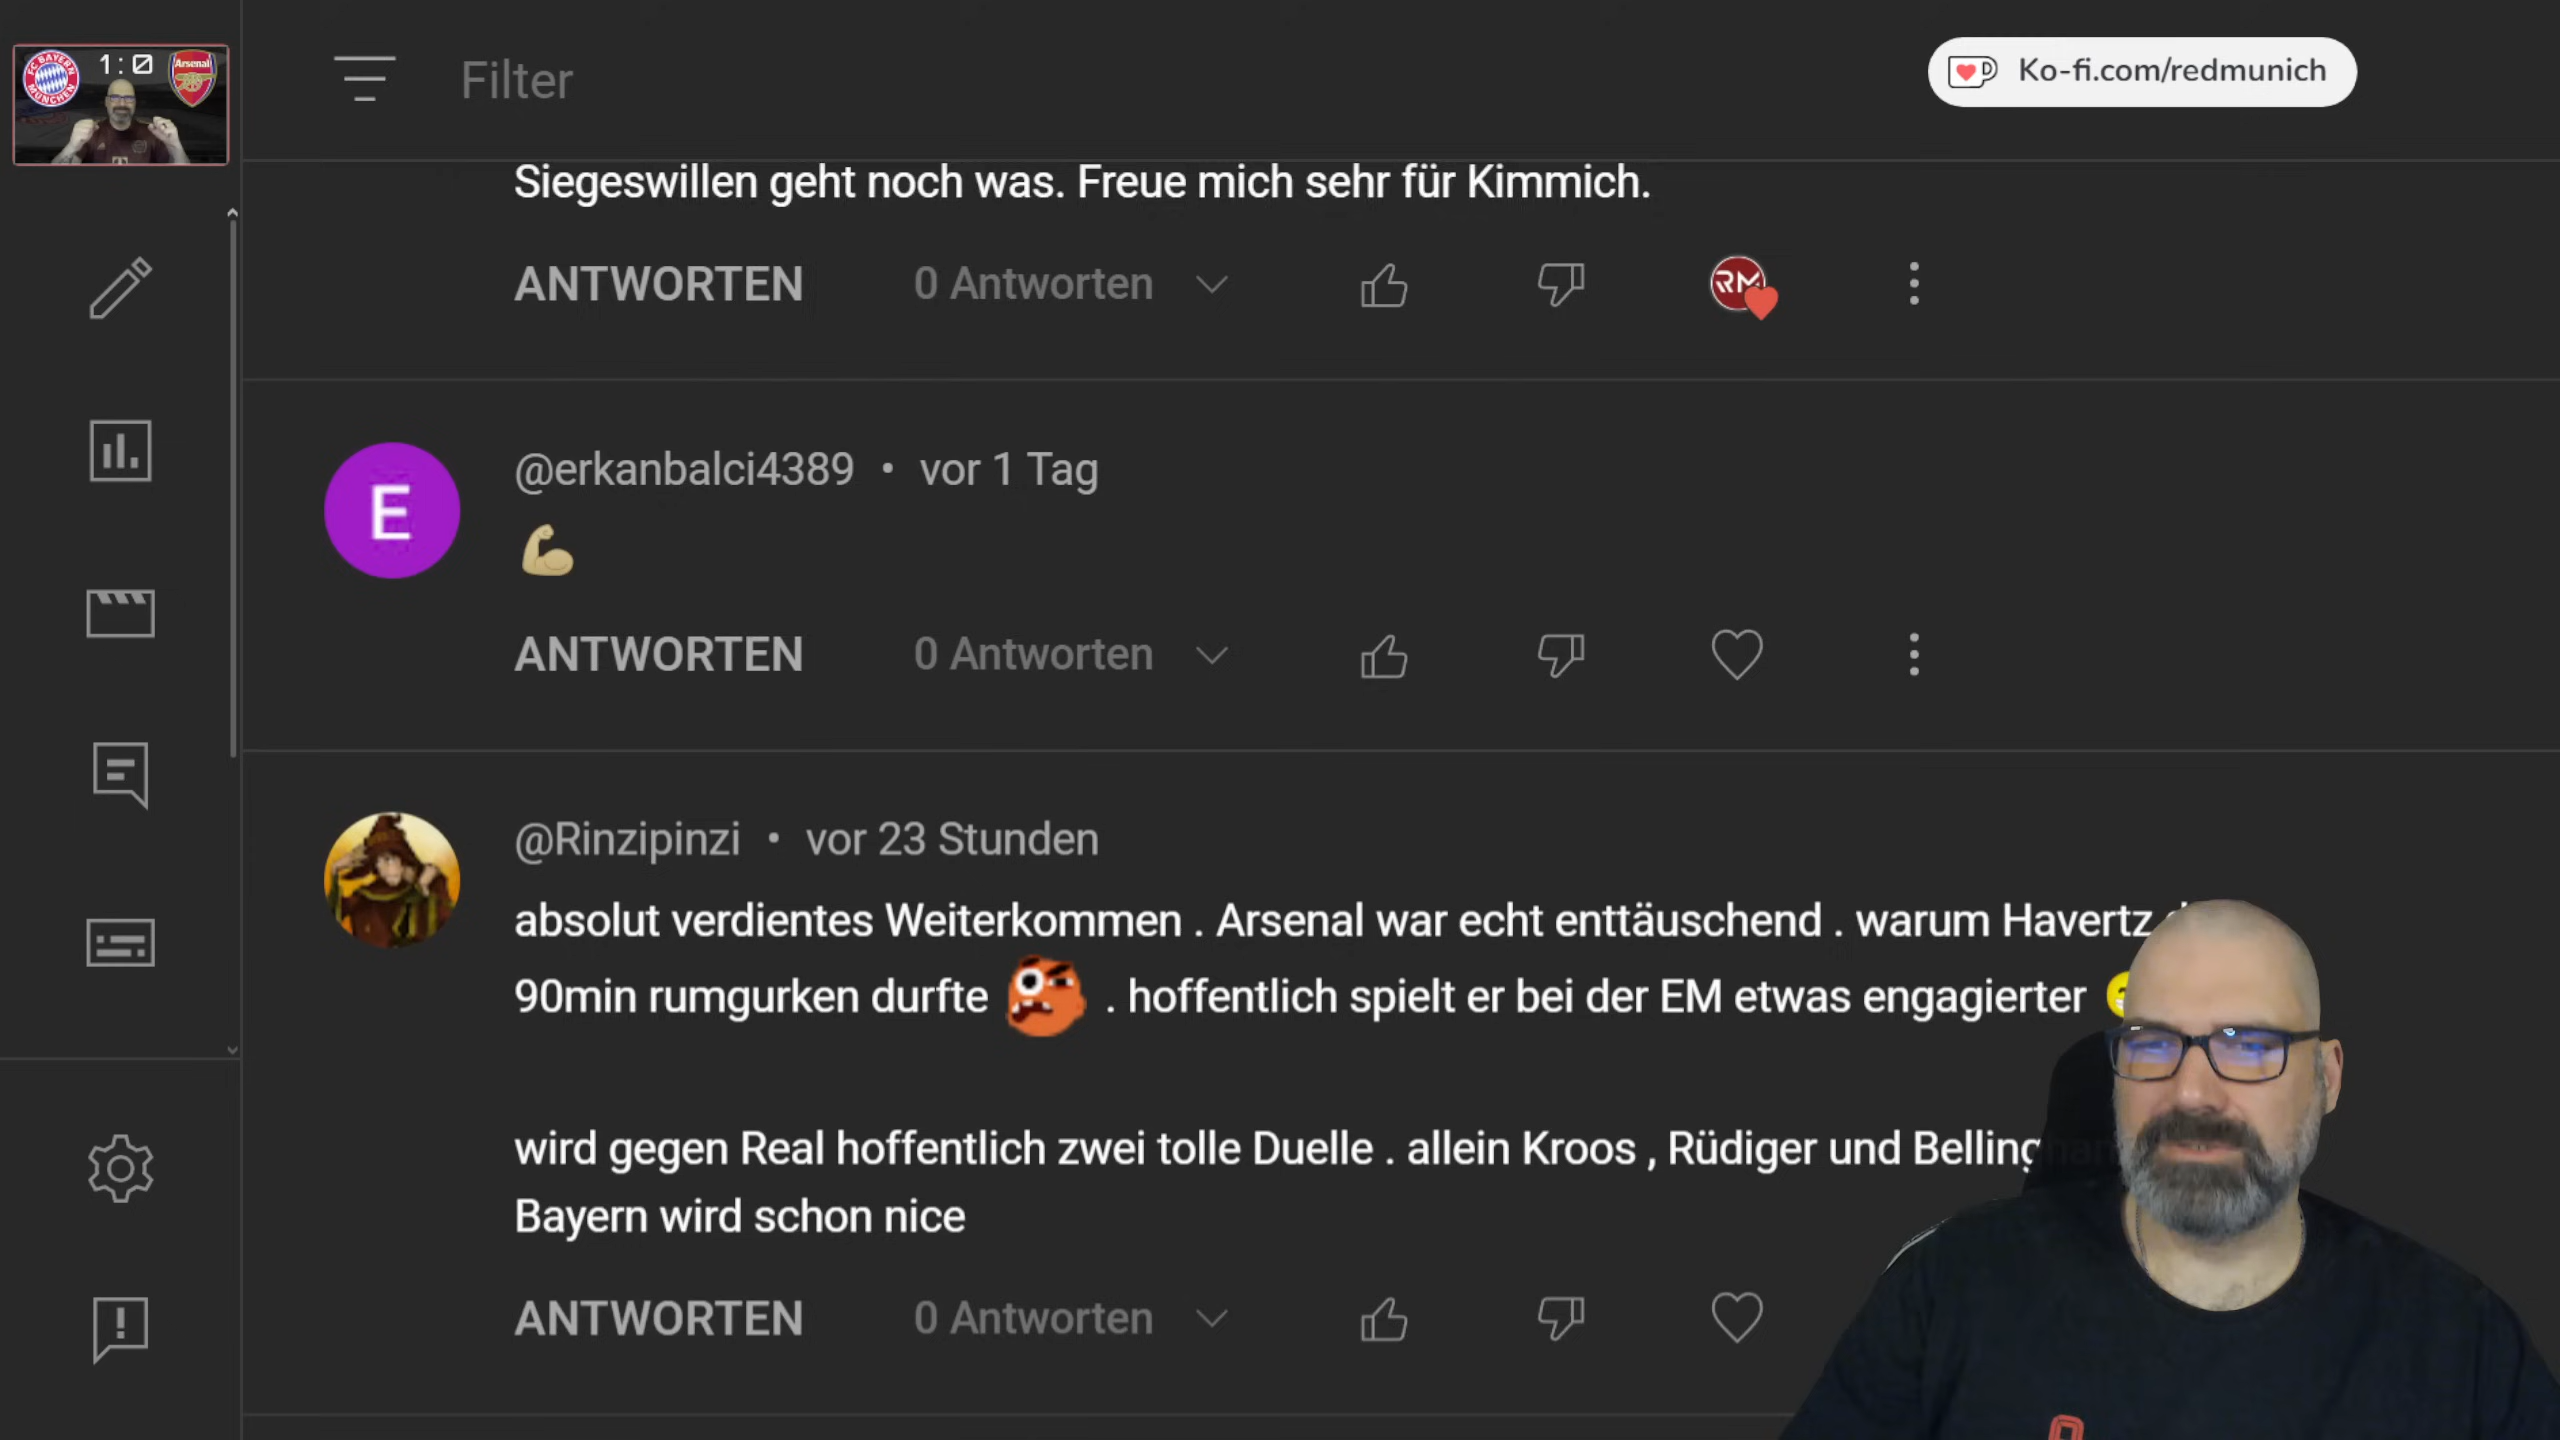 1:0
Arsenal
Filter
Ko-fi.com/redmunich
Siegeswillen geht noch was. Freue mich sehr für Kimmich.
ANTWORTEN 0 Antworten
RM
E
@erkanbalci4389 • vor 1 Tag
ANTWORTEN 0 Antworten
@Rinzipinzi • vor 23 Stunden
absolut verdientes Weiterkommen . Arsenal war echt enttäuschend . warum Havertz
90min rumgurken durfte . hoffentlich spielt er bei der EM etwas engagierter
wird gegen Real hoffentlich zwei tolle Duelle . allein Kroos , Rüdiger und Bellingham
Bayern wird schon nice
ANTWORTEN 0 Antworten